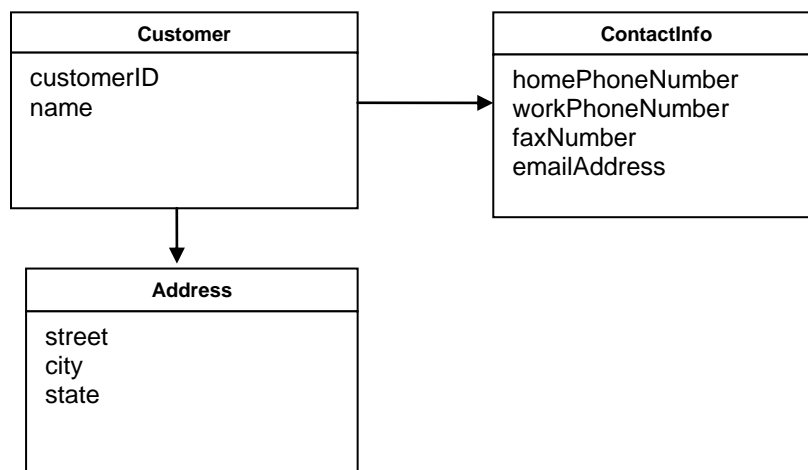 Customer
customerID
name
ContactInfo
homePhoneNumber
workPhoneNumber
faxNumber
emailAddress
Address
street
city
state